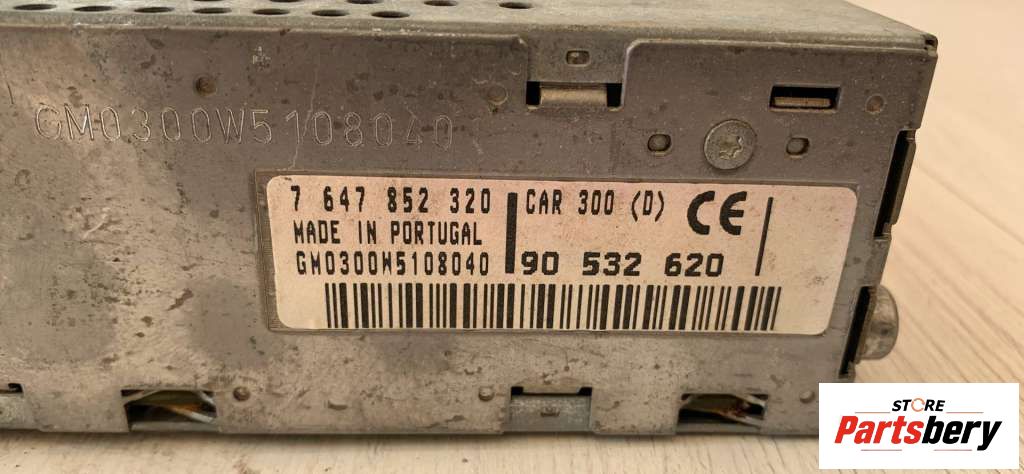 GM0300W5108040
7 647 852 320 CAR 300 (D) CE
MADE IN PORTUGAL
GM0300W5108040 90 532 620
STORE
Partsbery